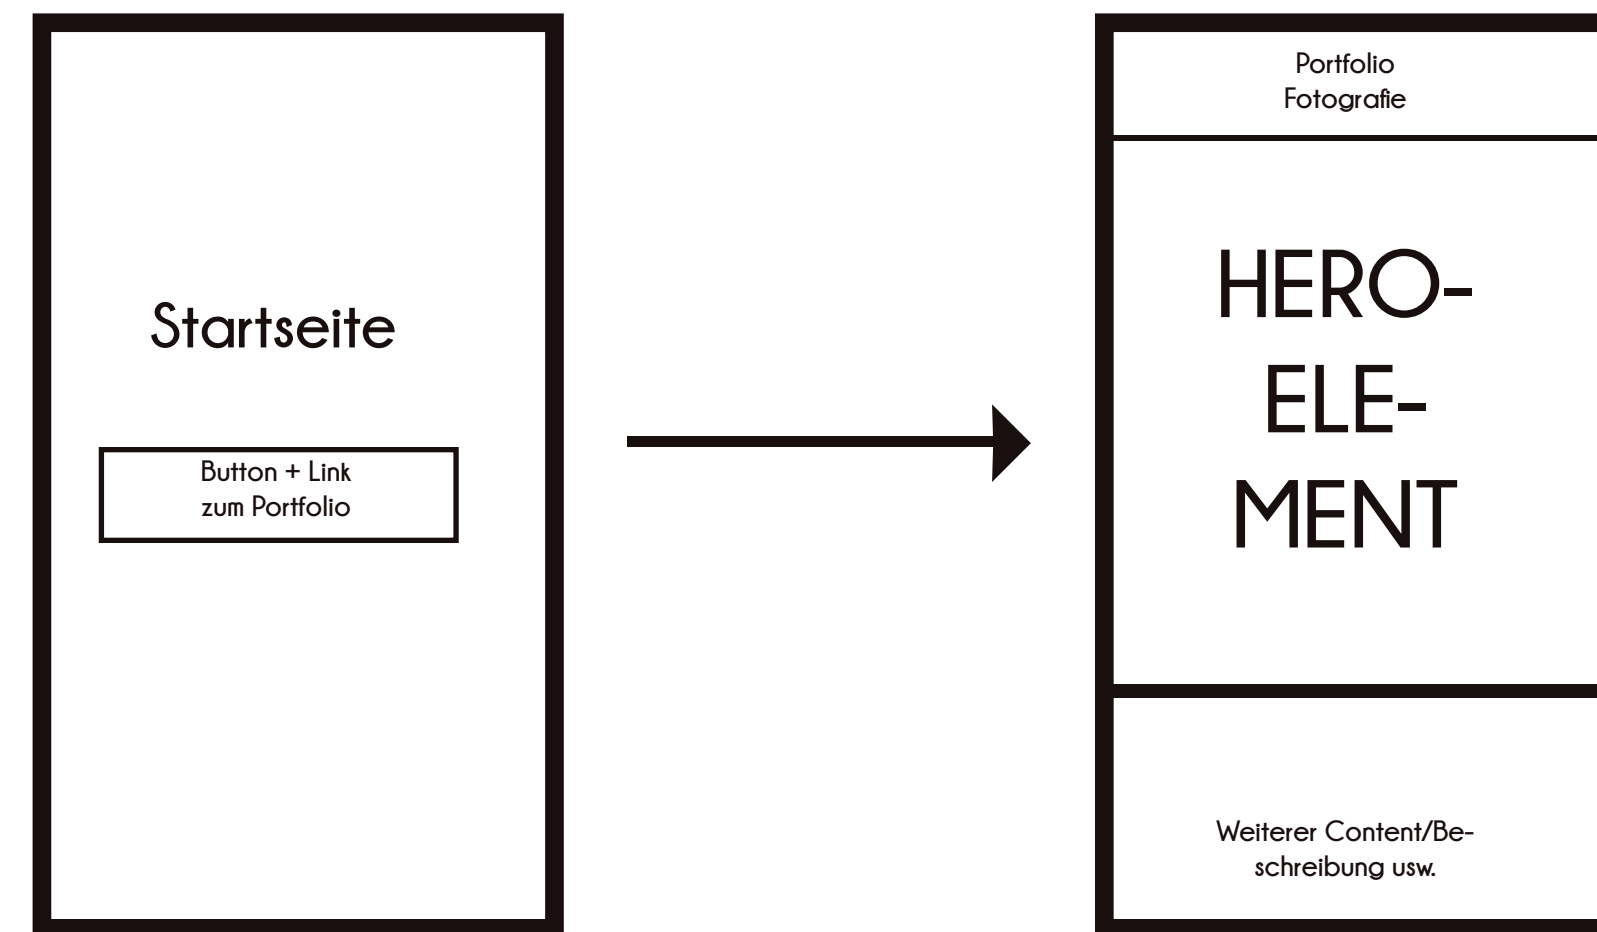 Startseite
Button + Link
zum Portfolio
Portfolio
Fotografie
HERO-
ELE-
MENT
Weiterer Content/Be-
schreibung usw.